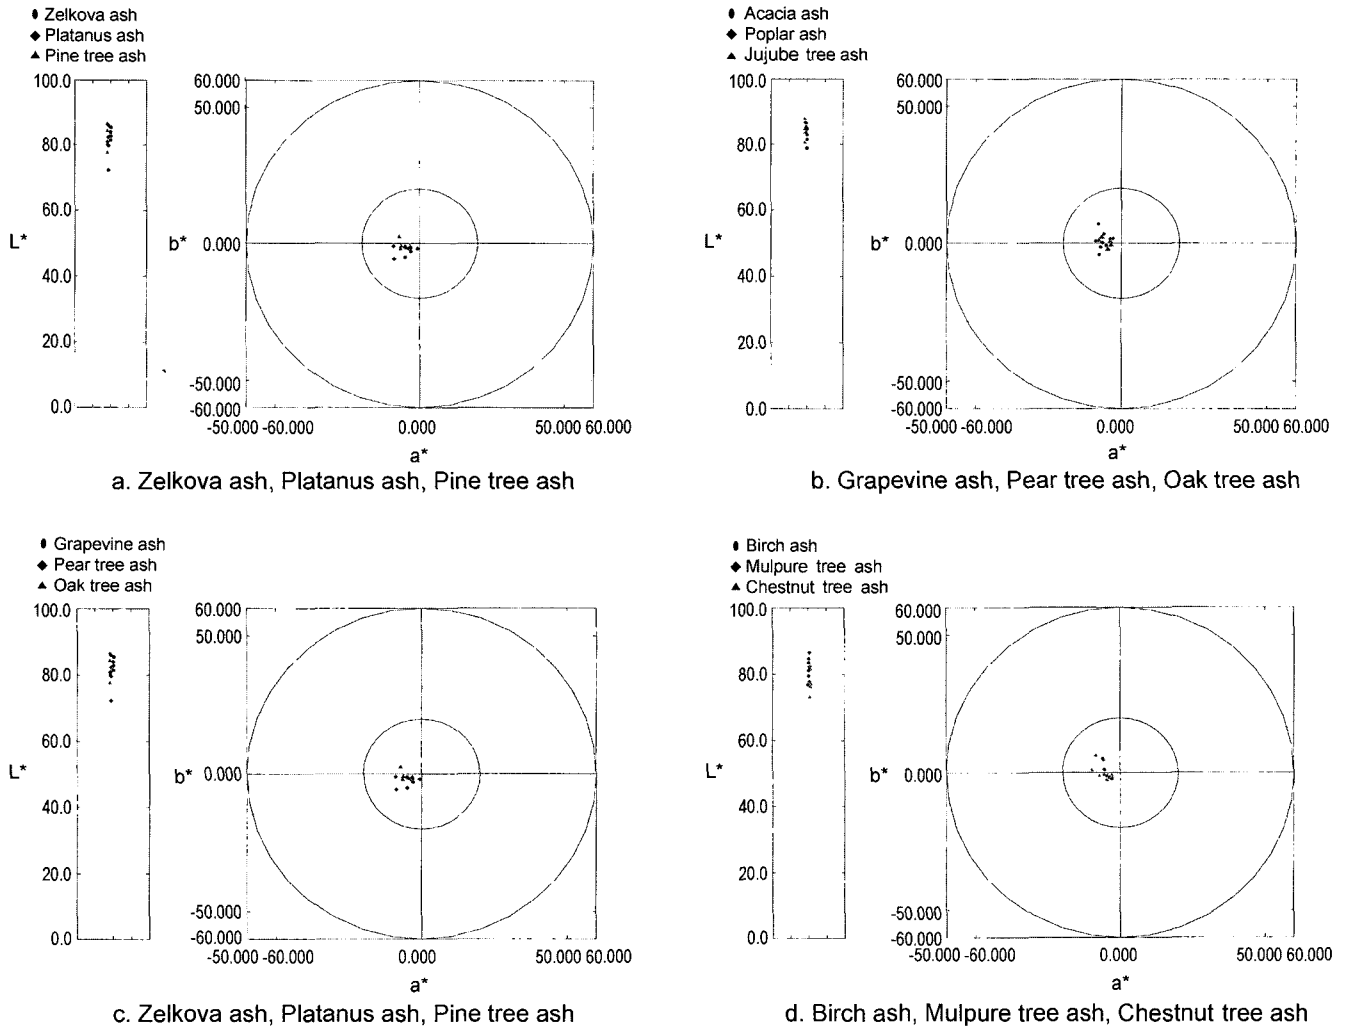 Zelkova ash
Platanus ash
Pine tree ash
100.0
80.0
60.0
40.0
20.0
0.0
L*
60.000
50.000
0.000
-50.000
-60.000
b*
-50.000 -60.000 0.000 50.000 60.000
a*
a. Zelkova ash, Platanus ash, Pine tree ash
Acacia ash
Poplar ash
Jujube tree ash
100.0
80.0
60.0
40.0
20.0
0.0
L*
60.000
50.000
0.000
-50.000
-60.000
b*
-50.000 -60.000 0.000 50.000 60.000
a*
b. Grapevine ash, Pear tree ash, Oak tree ash
Grapevine ash
Pear tree ash
Oak tree ash
100.0
80.0
60.0
40.0
20.0
0.0
L*
60.000
50.000
0.000
-50.000
-60.000
b*
-50.000 -60.000 0.000 50.000 60.000
a*
c. Zelkova ash, Platanus ash, Pine tree ash
Birch ash
Mulpure tree ash
Chestnut tree ash
100.0
80.0
60.0
40.0
20.0
0.0
L*
60.000
50.000
0.000
-50.000
-60.000
b*
-50.000 -60.000 0.000 50.000 60.000
a*
d. Birch ash, Mulpure tree ash, Chestnut tree ash